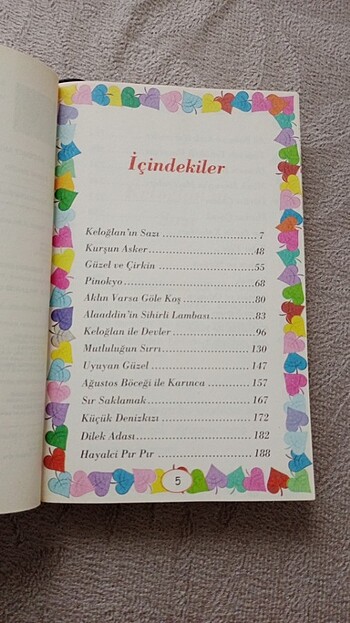 İçindekiler
Keloğlan'ın Sazı.........................7
Kurşun Asker.............................48
Güzel ve Çirkin..........................55
Pinokyo..................................68
Aklın Varsa Göle Koş.....................80
Alaaddin'in Sihirli Lambası..............83
Keloğlan ile Devler......................96
Mutluluğun Sırrı.........................130
Uyuyan Güzel.............................147
Ağustos Böceği ile Karınca...............157
Sır Saklamak.............................167
Küçük Denizkızı..........................172
Dilek Adası..............................182
Hayalci Pır Pır..........................188
5